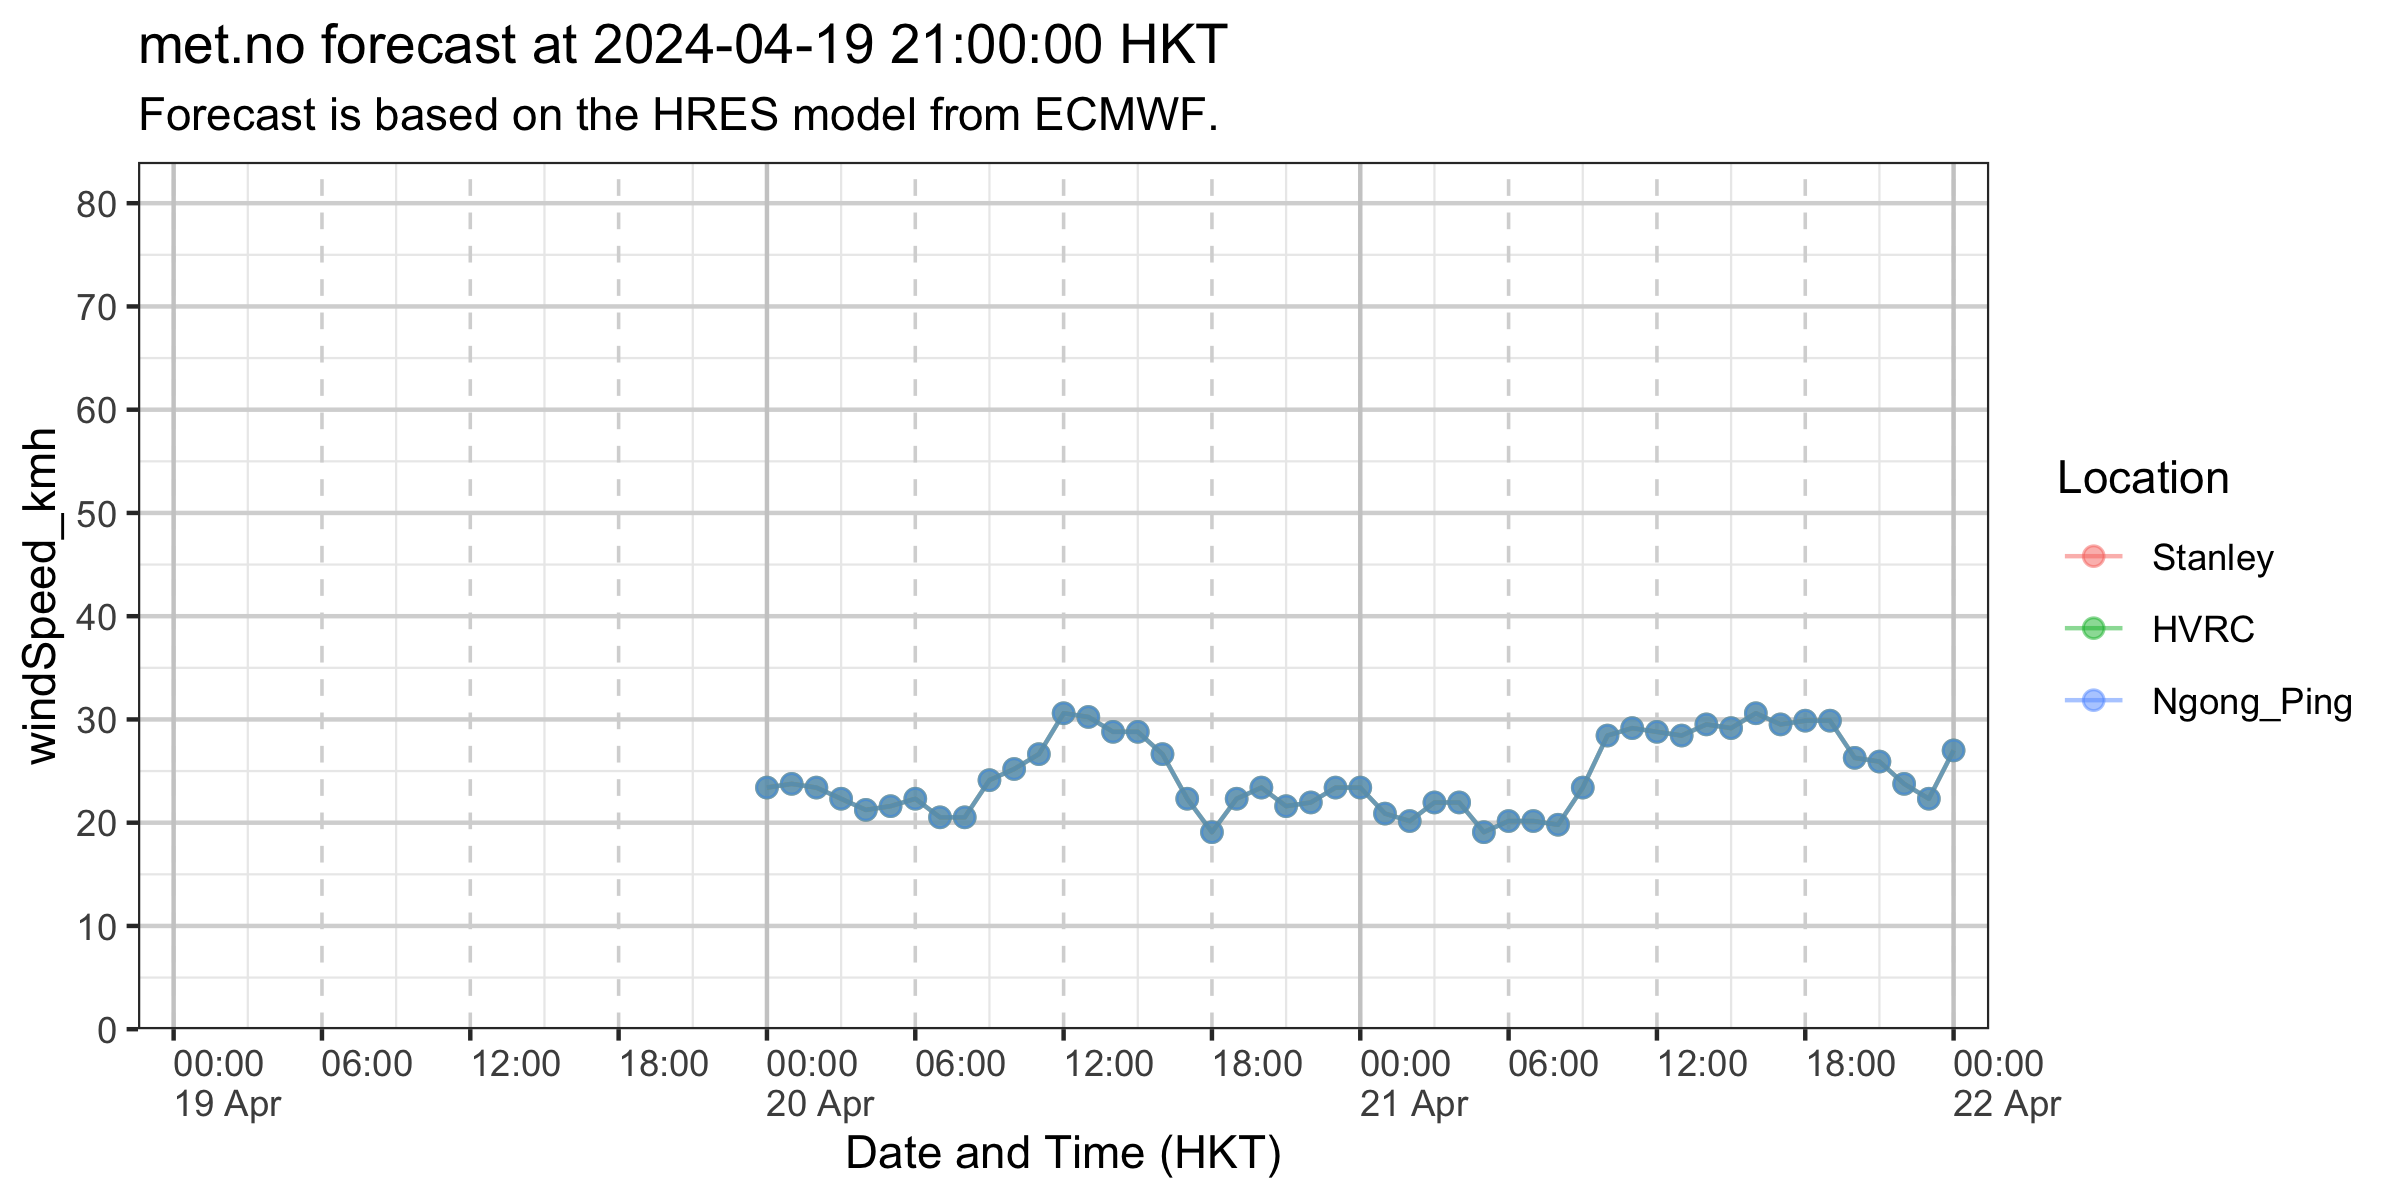 met.no forecast at 2024-04-19 21:00:00 HKT
Forecast is based on the HRES model from ECMWF.
windSpeed_kmh
80
70
60
50
40
30
20
10
0
00:00 06:00 12:00 18:00 00:00 06:00 12:00 18:00 00:00 06:00 12:00 18:00 00:00
19 Apr 20 Apr 21 Apr 22 Apr
Date and Time (HKT)
Location
Stanley
HVRC
Ngong_Ping